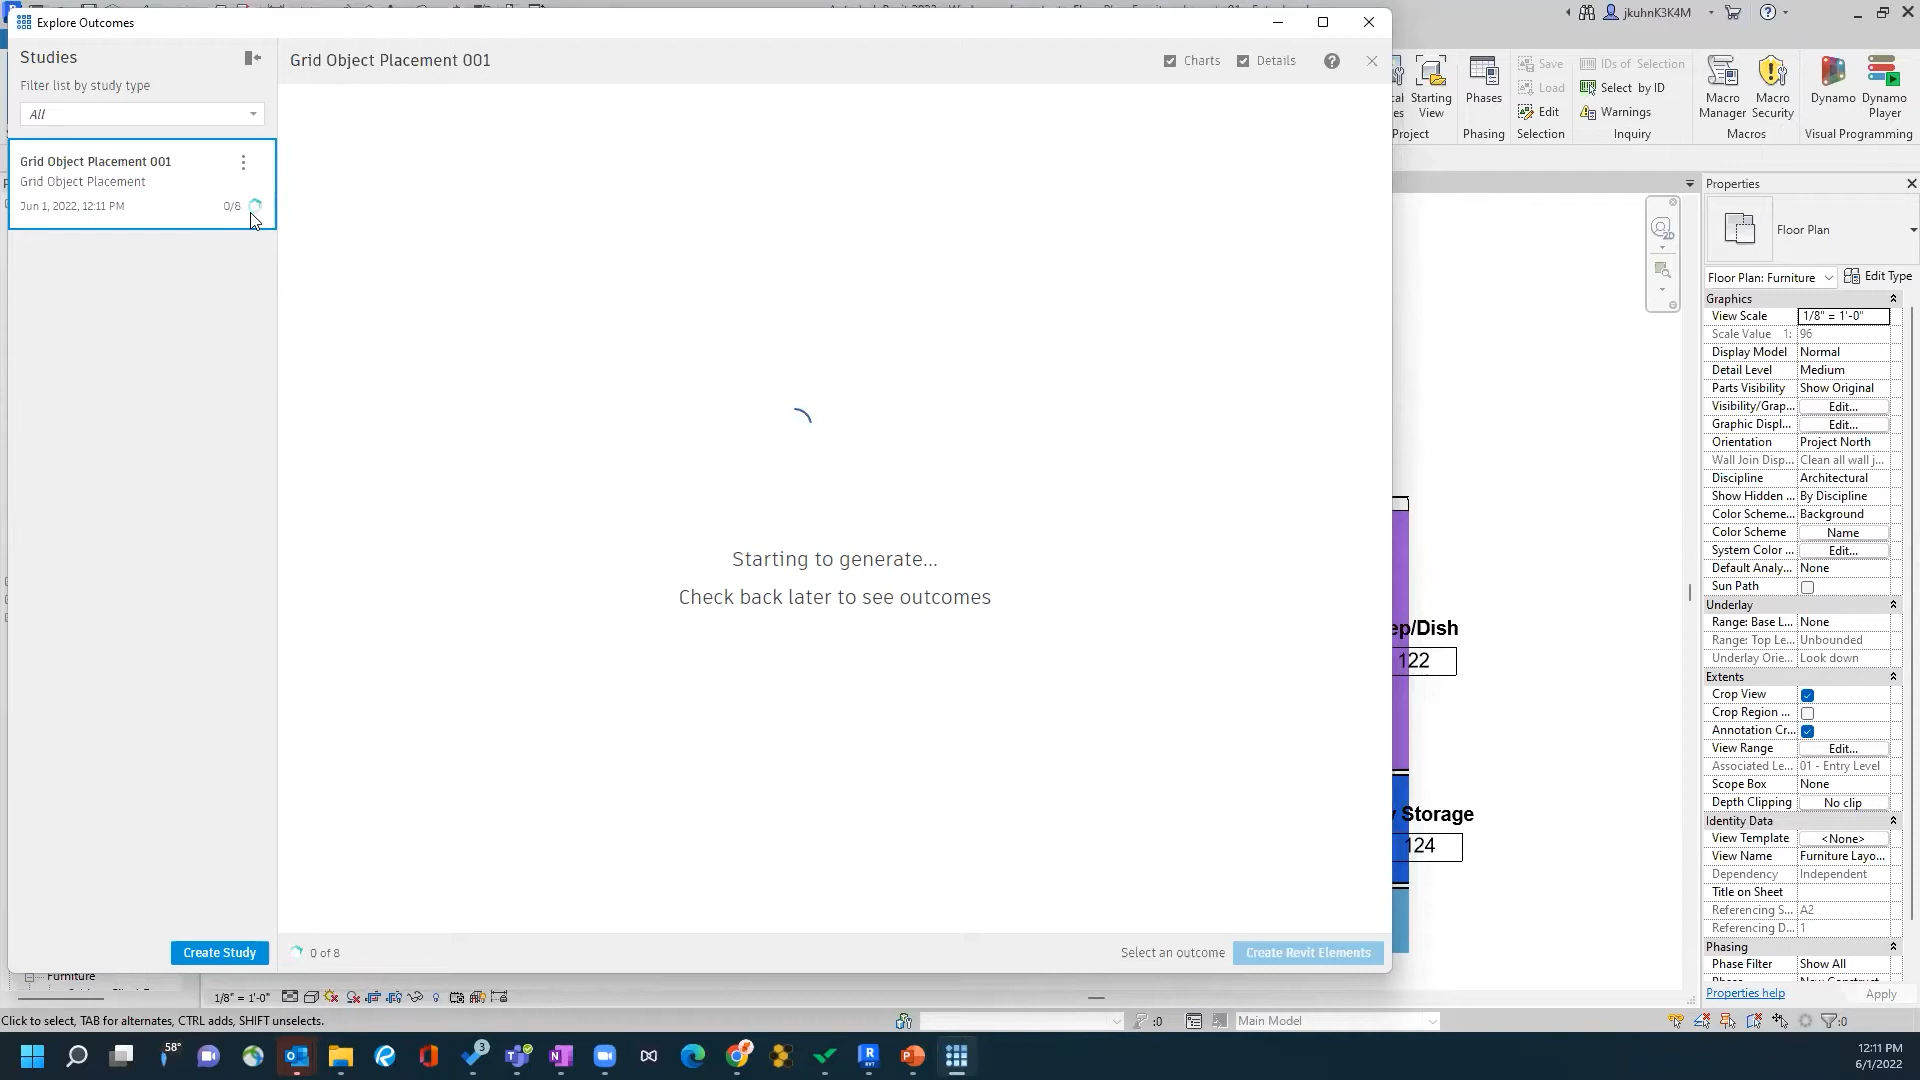 Explore Outcomes
jkuhnK3K4M
Studies
Filter list by study type
All
Grid Object Placement 001
Grid Object Placement
Jun 1, 2022, 12:11 PM
0/8
Grid Object Placement 001
Charts
Details
Starting to generate...
Check back later to see outcomes
Create Study
0 of 8
Select an outcome
Create Revit Elements
Starting
View
Phases
Save
Load
Edit
IDs of Selection
Select by ID
Warnings
Macro
Manager
Macro
Security
Dynamo
Dynamo
Player
Phasing
Selection
Inquiry
Macros
Visual Programming
ep/Dish
122
Storage
124
2D
Properties
Floor Plan
Floor Plan: Furniture
Edit Type
Graphics
View Scale 1/8" = 1'-0"
Scale Value 1: 96
Display Model Normal
Detail Level Medium
Parts Visibility Show Original
Visibility/Grap... Edit...
Graphic Displ... Edit...
Orientation Project North
Wall Join Disp... Clean all wall j...
Discipline Architectural
Show Hidden ... By Discipline
Color Scheme... Background
Color Scheme Name
System Color ... Edit...
Default Analy... None
Sun Path
Underlay
Range: Base L... None
Range: Top Le... Unbounded
Underlay Orie... Look down
Extents
Crop View
Crop Region ...
Annotation Cr...
View Range Edit...
Associated Le... 01 - Entry Level
Scope Box None
Depth Clipping No clip
Identity Data
View Template <None>
View Name Furniture Layo...
Dependency Independent
Title on Sheet
Referencing S... A2
Referencing D... 1
Phasing
Phase Filter Show All
Properties help
Apply
Furniture
1/8" = 1'-0"
Click to select, TAB for alternates, CTRL adds, SHIFT unselects.
:0
Main Model
:0
58°
3
12:11 PM
6/1/2022